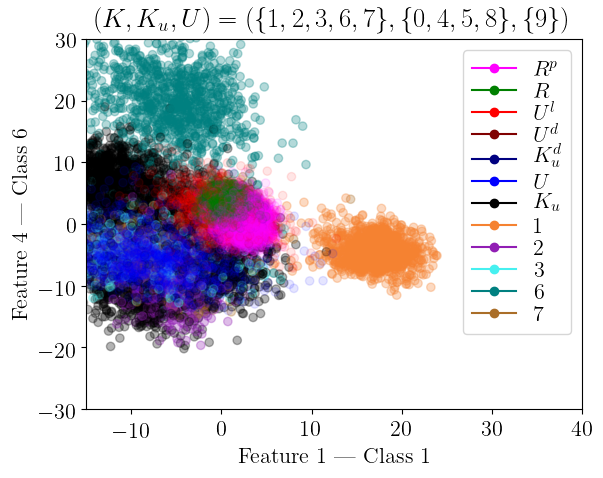 (K, K_u, U) = ({1, 2, 3, 6, 7}, {0, 4, 5, 8}, {9})
30
20
10
0
−10
−20
−30
Feature 4 — Class 6
−10
0
10
20
30
40
Feature 1 — Class 1
R^p
R
U^l
U^d
K_u^d
U
K_u
1
2
3
6
7